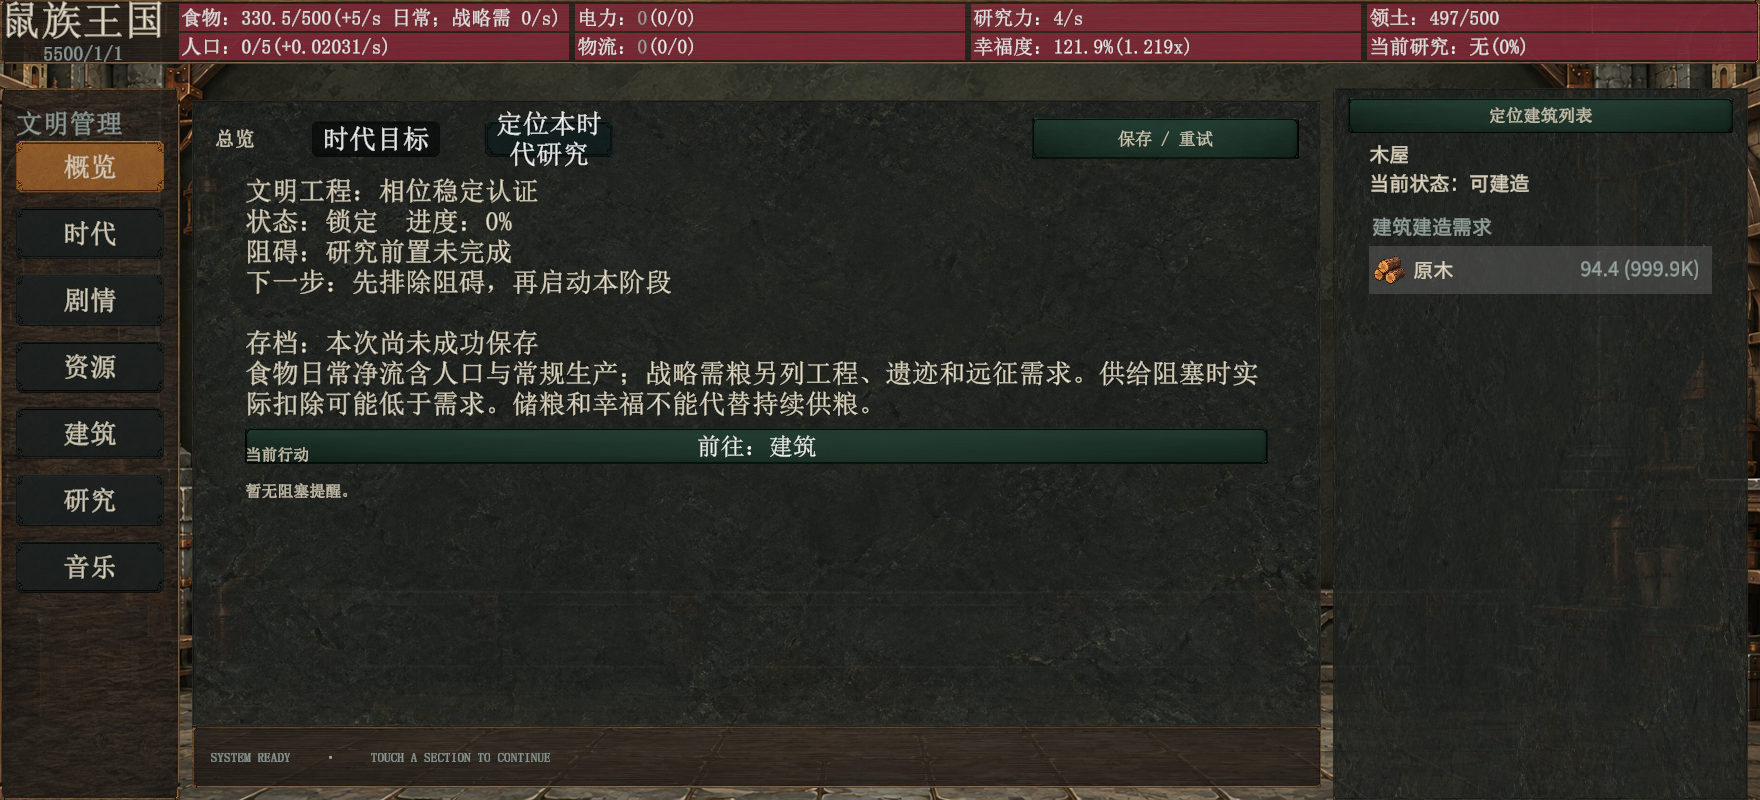 鼠族王国
5500/1/1
食物: 330.5/500(+5/s 日常; 战略需 0/s)
电力: 0(0/0)
研究力: 4/s
领土: 497/500
人口: 0/5(+0.02031/s)
物流: 0(0/0)
幸福度: 121.9%(1.219x)
当前研究: 无(0%)
文明管理
概览
时代
剧情
资源
建筑
研究
音乐
总览
时代目标
定位本时
代研究
保存 / 重试
文明工程: 相位稳定认证
状态: 锁定 进度: 0%
阻碍: 研究前置未完成
下一步: 先排除阻碍, 再启动本阶段
存档: 本次尚未成功保存
食物日常净流含人口与常规生产; 战略需粮另列工程、遗迹和远征需求。供给阻塞时实
际扣除可能低于需求。储粮和幸福不能代替持续供粮。
前往: 建筑
当前行动
暂无阻塞提醒。
SYSTEM READY • TOUCH A SECTION TO CONTINUE
定位建筑列表
木屋
当前状态: 可建造
建筑建造需求
原木 94.4 (999.9K)